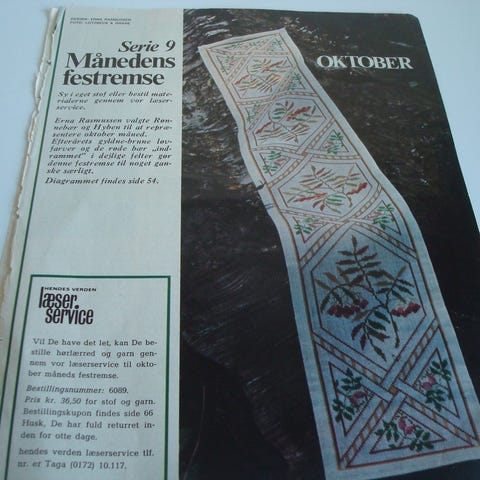 DESIGN: ERNA RASMUSSEN
Serie 9
Månedens
festremse
Sy i eget stof eller bestil mate-
rialerne gennem vor læser-
service.
Erna Rasmussen valgte Røn-
nebær og Hyben til at repræ-
sentere oktober måned.
Efterårets gyldne-brune løv-
farver og de røde bær „ind-
rammet" i dejlige felter gør
denne festremse til noget gan-
ske særligt.
Diagrammet findes side 54.
OKTOBER
HENDES VERDEN
læser
service
Vil De have det let, kan De be-
stille hørlærred og garn gen-
nem vor læserservice til okto-
ber måneds festremse.
Bestillingsnummer: 6089.
Pris kr. 36,50 for stof og garn.
Bestillingskupon findes side 66
Husk, De har fuld returret in-
den for otte dage.
hendes verden læserservice tlf.
nr. er Taga (0172) 10.117.